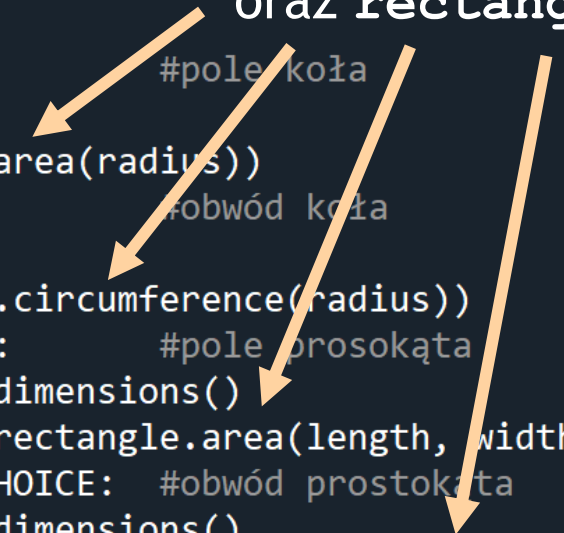 oraz rectang
#pole koła
area(radius))
#obwód koła
.circumference(radius))
: #pole prosokąta
dimensions()
rectangle.area(length, width
HOICE: #obwód prostokąta
dimensions()